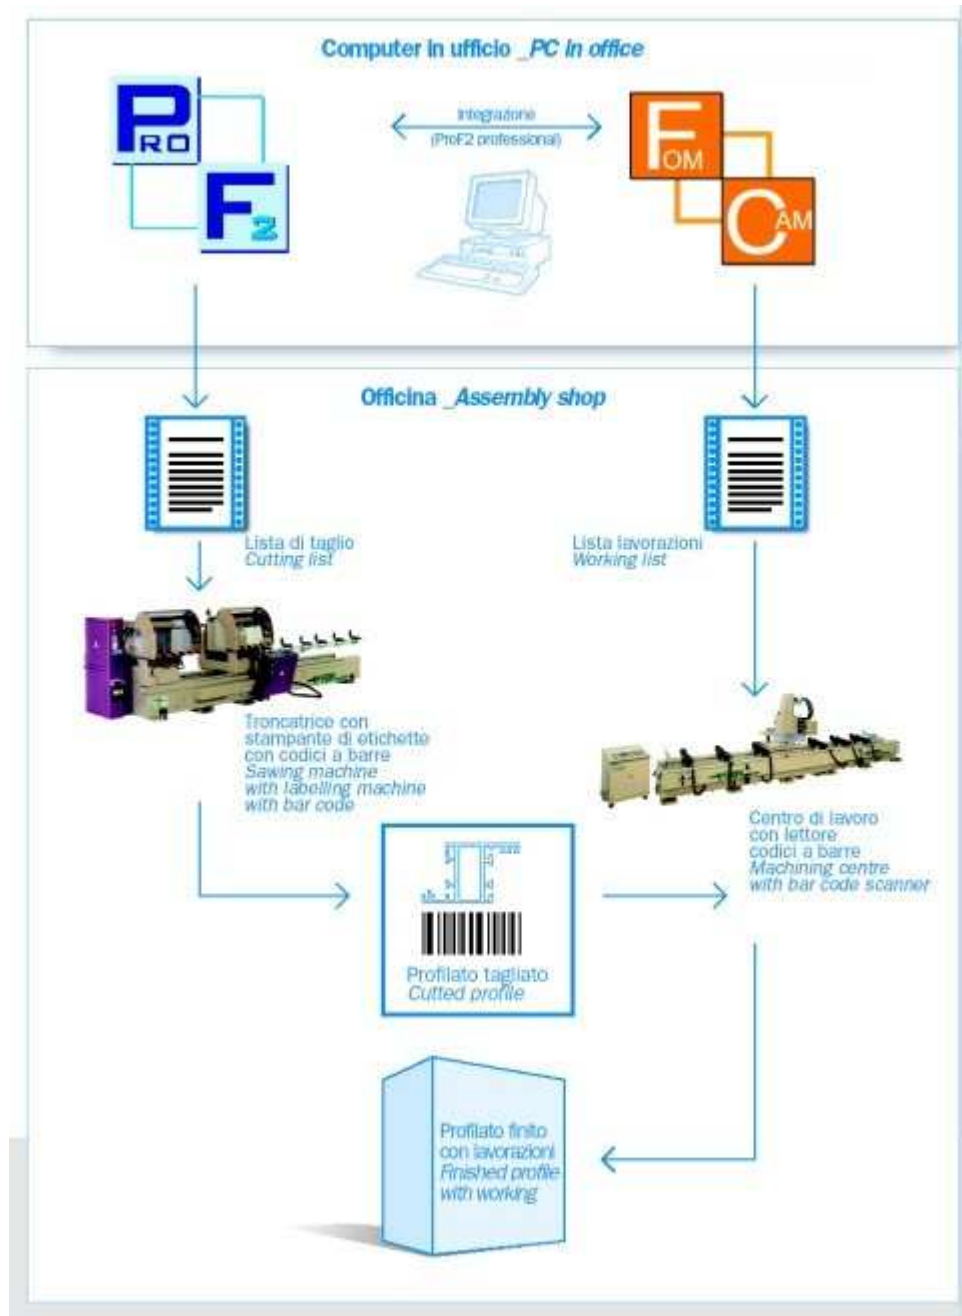 Computer in ufficio _PC in office
PRO
F2
Integrazione
(ProF2 professional)
FOM
CAM
Officina _Assembly shop
Lista di taglio
Cutting list
Lista lavorazioni
Working list
Troncatrice con
stampante di etichette
con codici a barre
Sawing machine
with labelling machine
with bar code
Centro di lavoro
con lettore
codici a barre
Machining centre
with bar code scanner
Profilato tagliato
Cutted profile
Profilato finito
con lavorazioni
Finished profile
with working